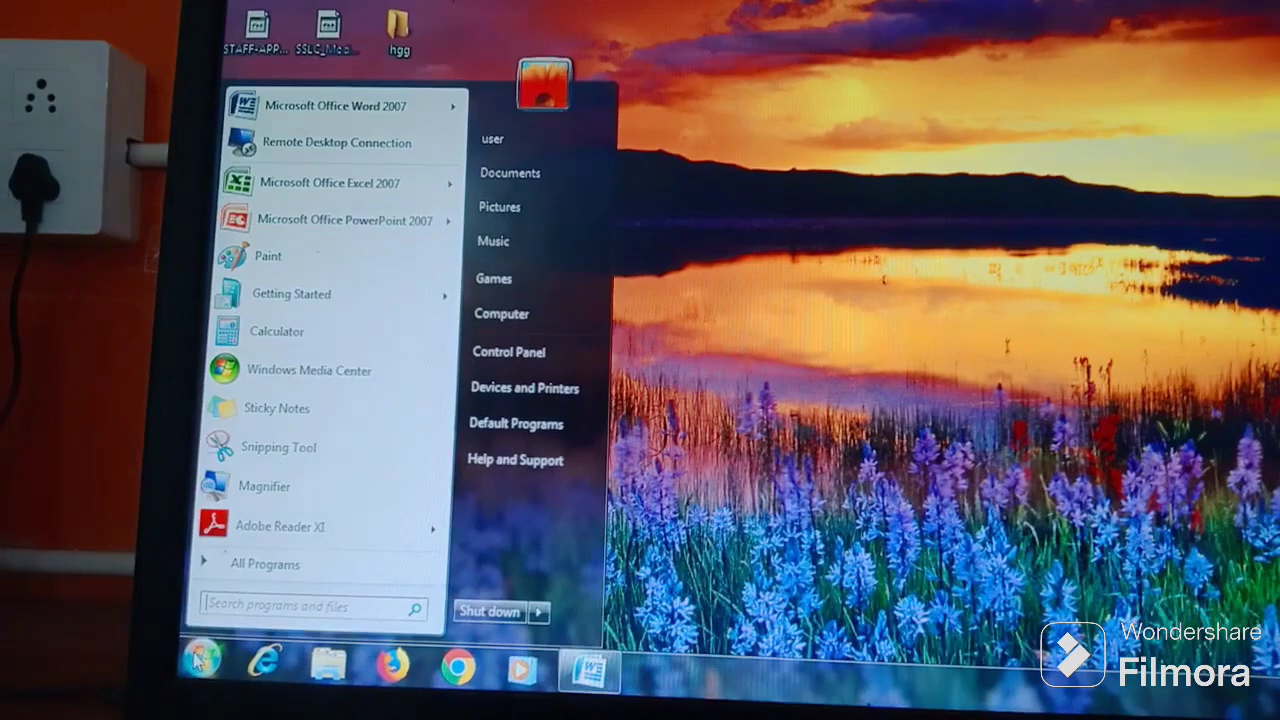 STAFF-APP...
SSLC_Mod...
hgg
Microsoft Office Word 2007
Remote Desktop Connection
Microsoft Office Excel 2007
Microsoft Office PowerPoint 2007
Paint
Getting Started
Calculator
Windows Media Center
Sticky Notes
Snipping Tool
Magnifier
Adobe Reader XI
All Programs
Search programs and files
user
Documents
Pictures
Music
Games
Computer
Control Panel
Devices and Printers
Default Programs
Help and Support
Shut down
Wondershare
Filmora